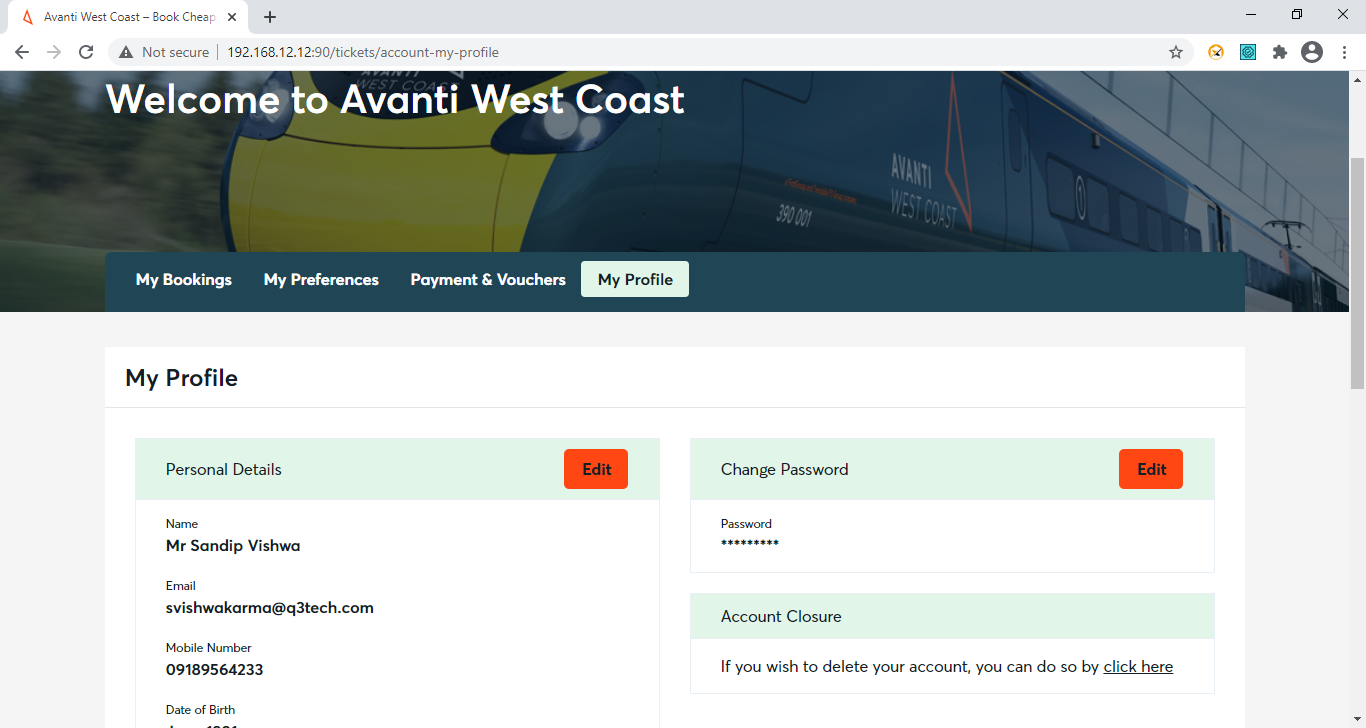 Avanti West Coast – Book Cheap
Not secure
192.168.12.12:90/tickets/account-my-profile
AVANTI
WEST COAST
Welcome to Avanti West Coast
AVANTI
WEST COAST
390 001
My Bookings
My Preferences
Payment & Vouchers
My Profile
My Profile
Personal Details
Edit
Name
Mr Sandip Vishwa
Email
svishwakarma@q3tech.com
Mobile Number
09189564233
Date of Birth
Change Password
Edit
Password
*********
Account Closure
If you wish to delete your account, you can do so by click here